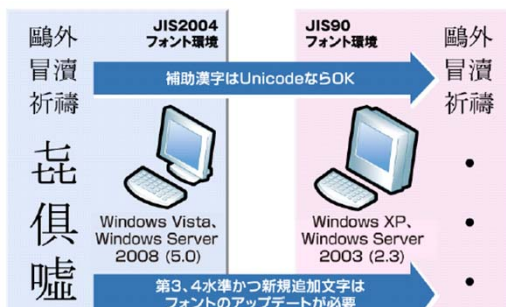 JIS2004
フォント環境
JIS90
フォント環境
鷗外
冒瀆
祈禱
鷗外
冒瀆
祈禱
補助漢字はUnicodeならOK
㐂
俱
噓
・
・
・
Windows Vista、
Windows Server
2008 (5.0)
Windows XP、
Windows Server
2003 (2.3)
第3、4水準かつ新規追加文字は
フォントのアップデートが必要